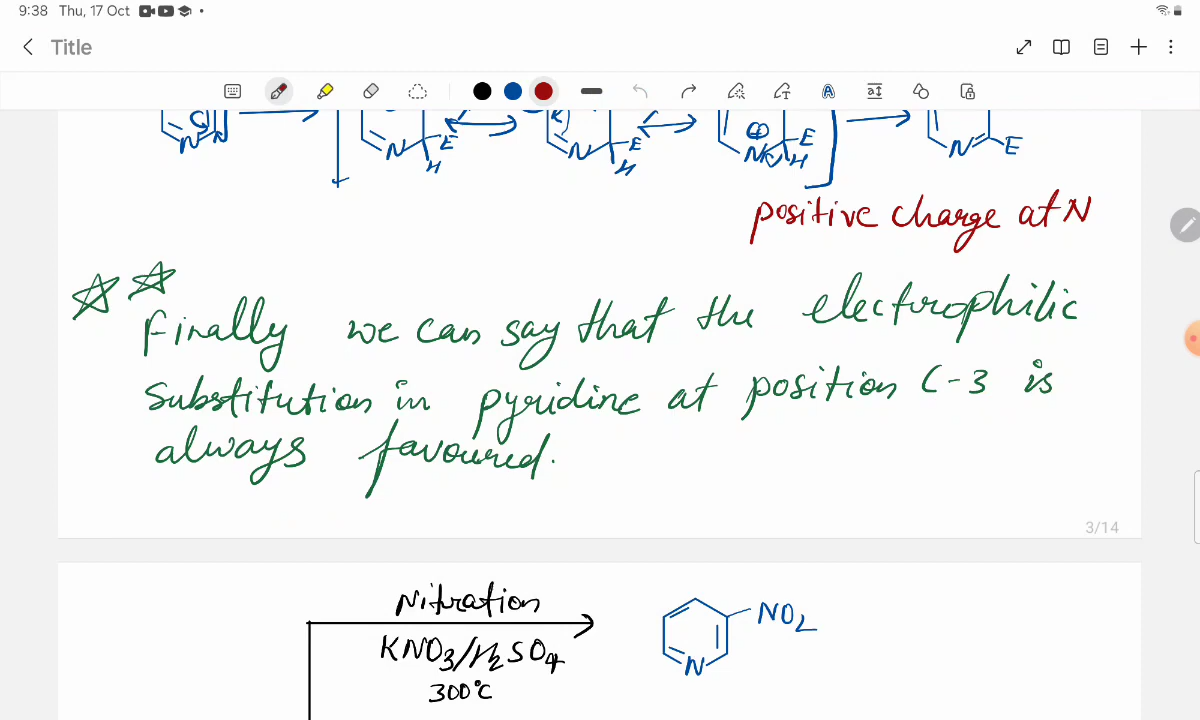 9:38 Thu, 17 Oct
Title
N N E H N E H N E H N E
positive charge at N
Finally we can say that the electrophilic
substitution in pyridine at position C-3 is
always favoured.
3/14
Nitration
KNO3/H2SO4
300°C
NO2
N